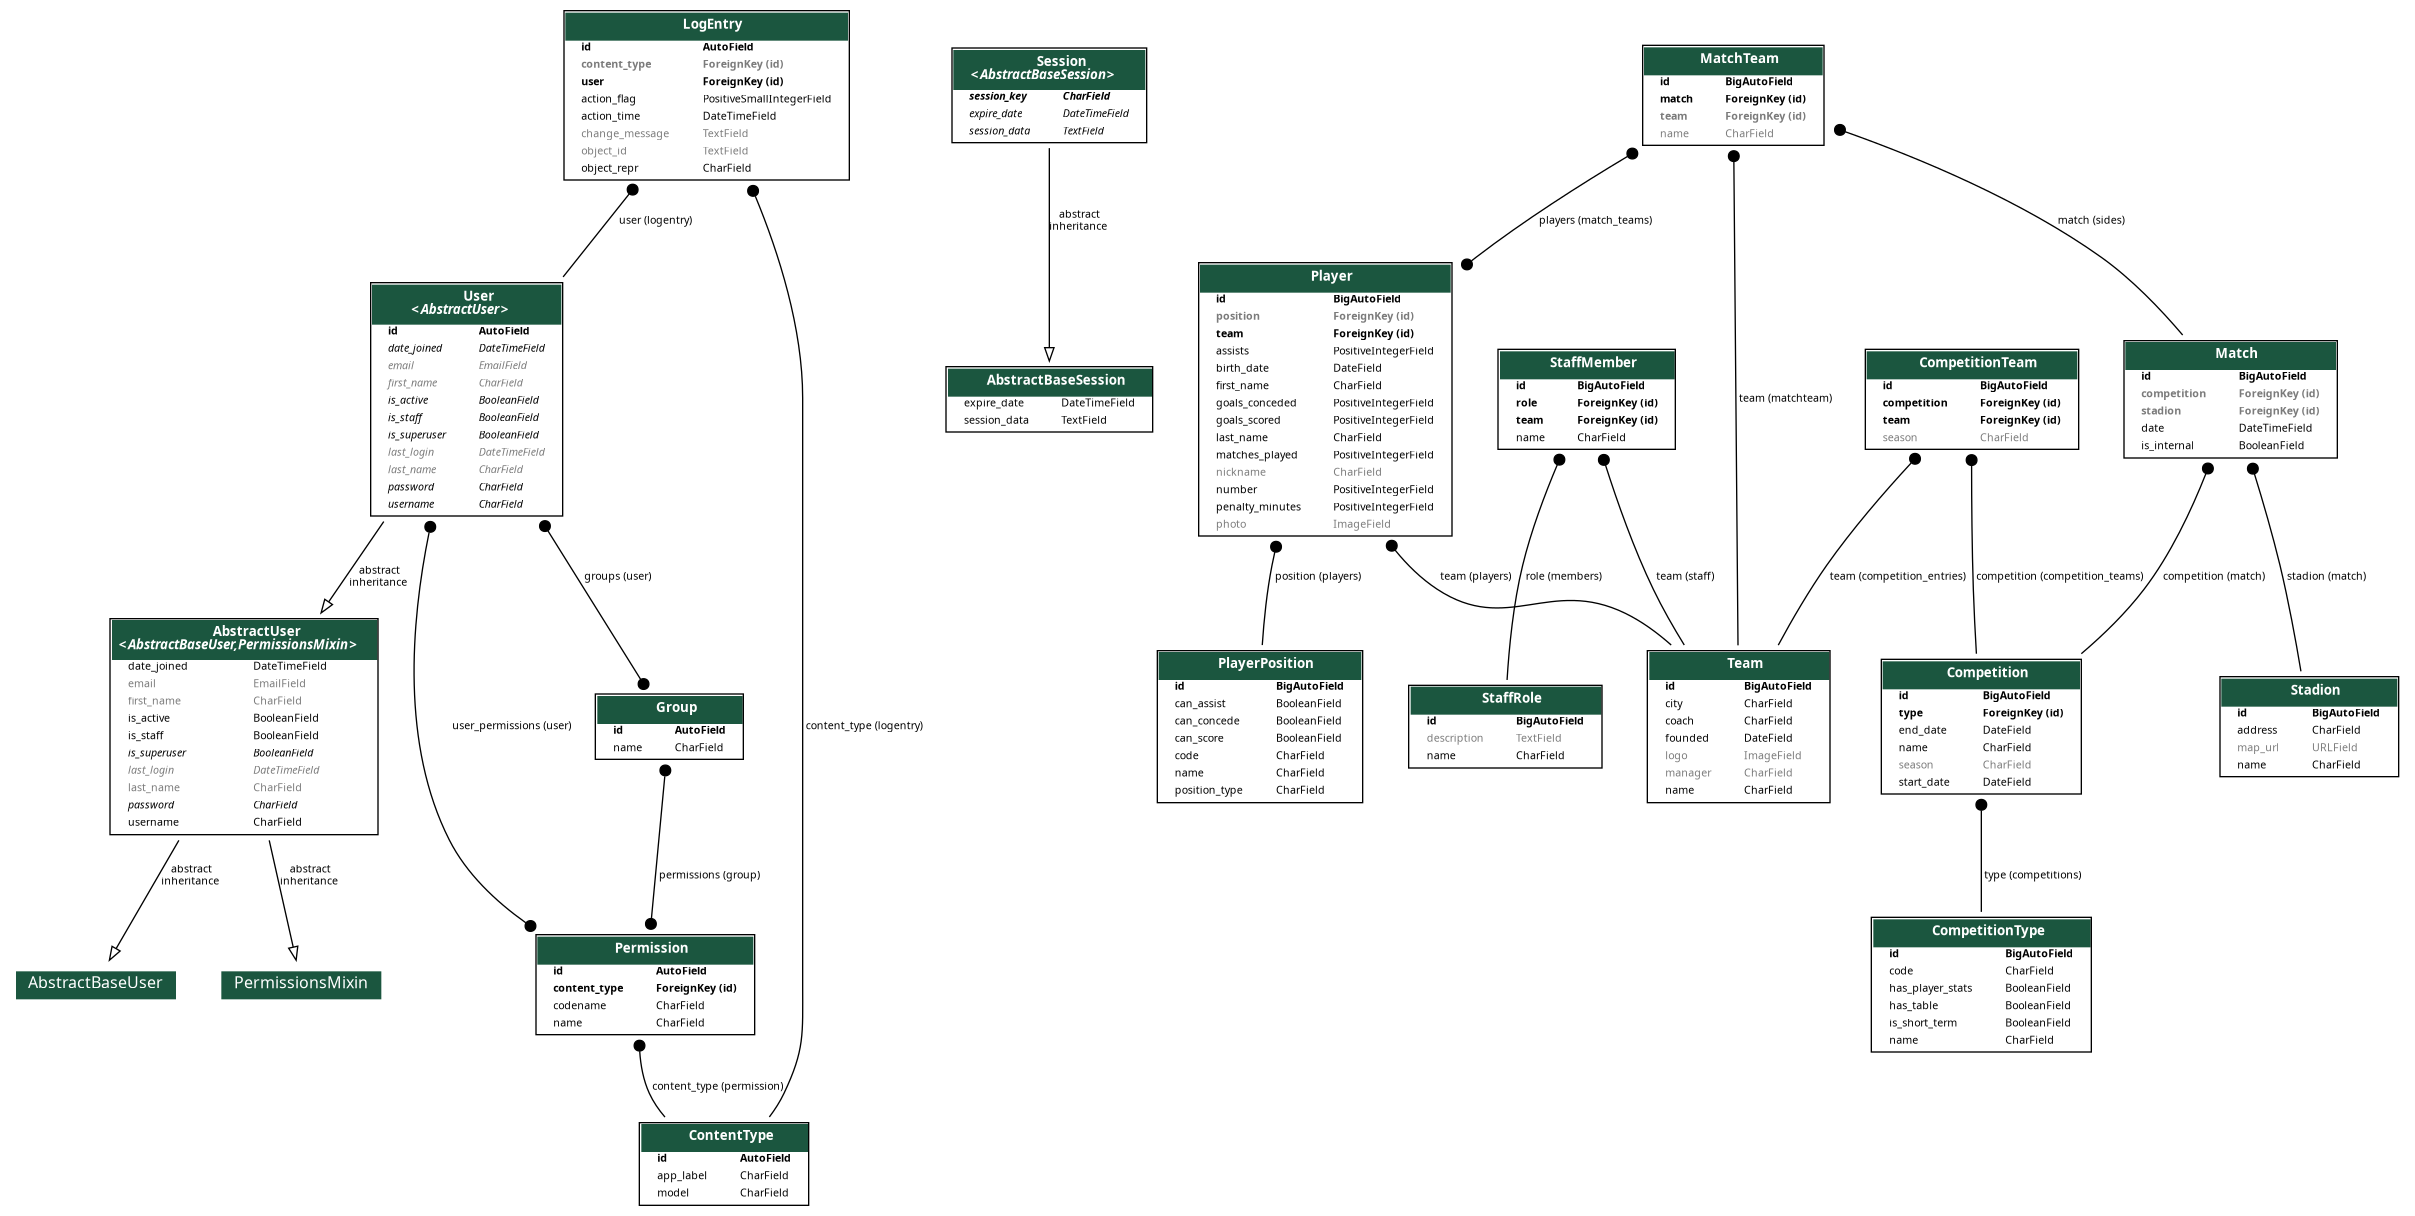 LogEntry
id AutoField
content_type ForeignKey (id)
user ForeignKey (id)
action_flag PositiveSmallIntegerField
action_time DateTimeField
change_message TextField
object_id TextField
object_repr CharField
Session
<AbstractBaseSession>
session_key CharField
expire_date DateTimeField
session_data TextField
MatchTeam
id BigAutoField
match ForeignKey (id)
team ForeignKey (id)
name CharField
user (logentry)
abstract
inheritance
players (match_teams)
match (sides)
User
<AbstractUser>
id AutoField
date_joined DateTimeField
email EmailField
first_name CharField
is_active BooleanField
is_staff BooleanField
is_superuser BooleanField
last_login DateTimeField
last_name CharField
password CharField
username CharField
AbstractBaseSession
expire_date DateTimeField
session_data TextField
Player
id BigAutoField
position ForeignKey (id)
team ForeignKey (id)
assists PositiveIntegerField
birth_date DateField
first_name CharField
goals_conceded PositiveIntegerField
goals_scored PositiveIntegerField
last_name CharField
matches_played PositiveIntegerField
nickname CharField
number PositiveIntegerField
penalty_minutes PositiveIntegerField
photo ImageField
StaffMember
id BigAutoField
role ForeignKey (id)
team ForeignKey (id)
name CharField
team (matchteam)
CompetitionTeam
id BigAutoField
competition ForeignKey (id)
team ForeignKey (id)
season CharField
Match
id BigAutoField
competition ForeignKey (id)
stadion ForeignKey (id)
date DateTimeField
is_internal BooleanField
abstract
inheritance
groups (user)
position (players)
team (players)
role (members)
team (staff)
team (competition_entries)
competition (competition_teams)
competition (match)
stadion (match)
AbstractUser
<AbstractBaseUser,PermissionsMixin>
date_joined DateTimeField
email EmailField
first_name CharField
is_active BooleanField
is_staff BooleanField
is_superuser BooleanField
last_login DateTimeField
last_name CharField
password CharField
username CharField
user_permissions (user)
Group
id AutoField
name CharField
content_type (logentry)
PlayerPosition
id BigAutoField
can_assist BooleanField
can_concede BooleanField
can_score BooleanField
code CharField
name CharField
position_type CharField
StaffRole
id BigAutoField
description TextField
name CharField
Team
id BigAutoField
city CharField
coach CharField
founded DateField
logo ImageField
manager CharField
name CharField
Competition
id BigAutoField
type ForeignKey (id)
end_date DateField
name CharField
season CharField
start_date DateField
Stadion
id BigAutoField
address CharField
map_url URLField
name CharField
abstract
inheritance
abstract
inheritance
permissions (group)
type (competitions)
AbstractBaseUser
PermissionsMixin
Permission
id AutoField
content_type ForeignKey (id)
codename CharField
name CharField
CompetitionType
id BigAutoField
code CharField
has_player_stats BooleanField
has_table BooleanField
is_short_term BooleanField
name CharField
content_type (permission)
ContentType
id AutoField
app_label CharField
model CharField